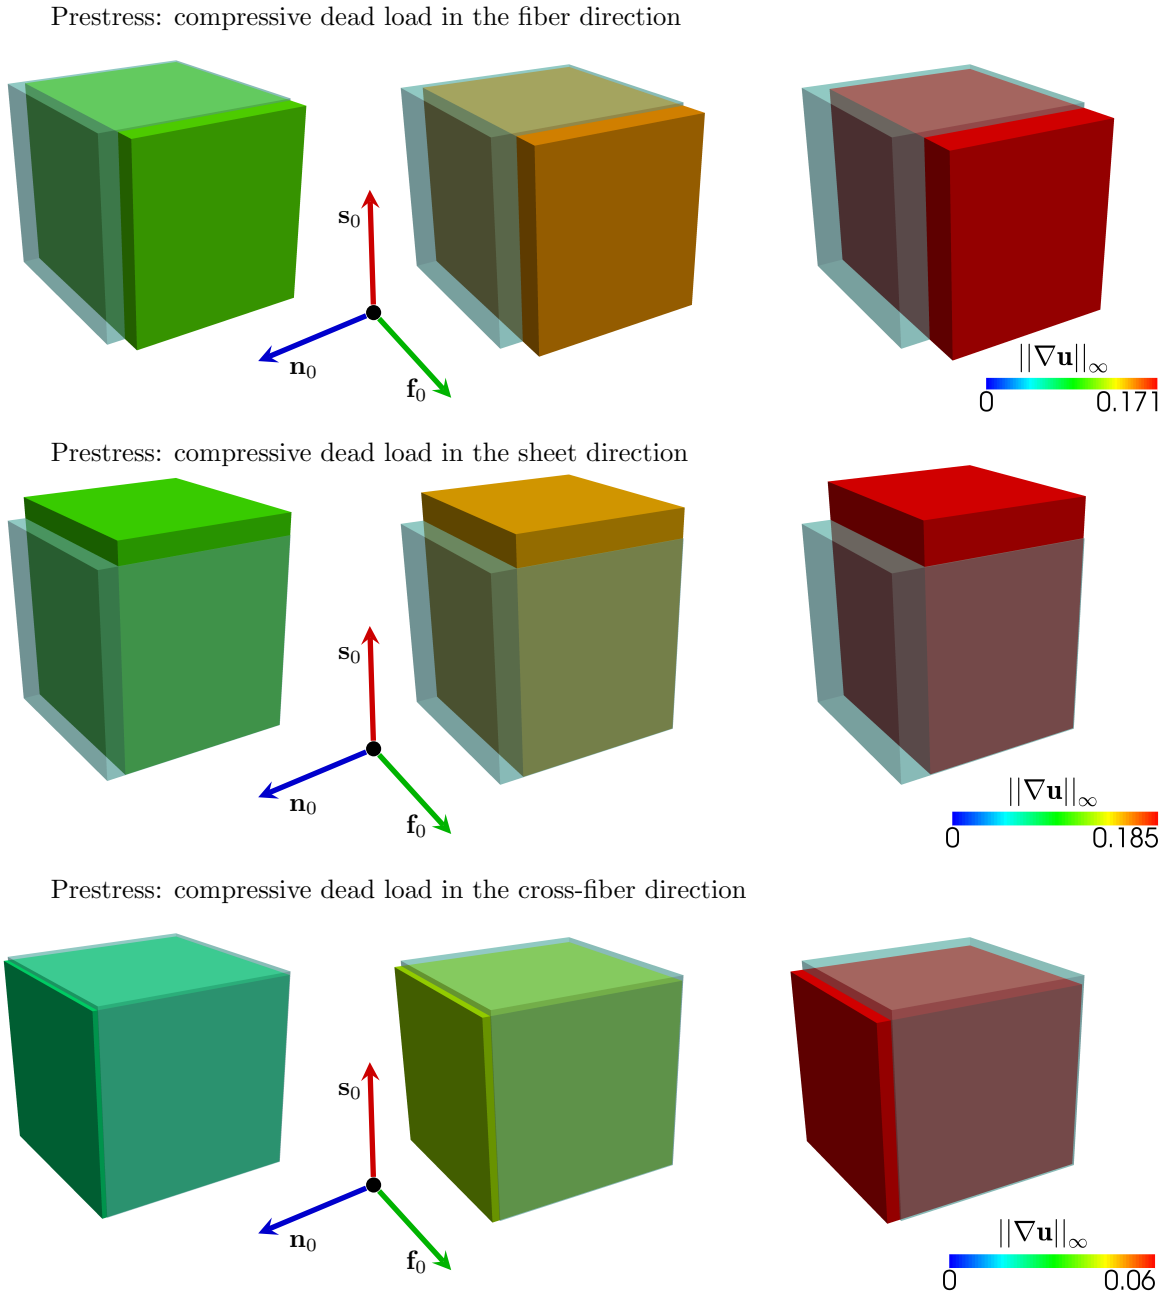 Prestress: compressive dead load in the fiber direction
s₀
n₀
f₀
||∇u||∞
0 0.171
Prestress: compressive dead load in the sheet direction
s₀
n₀
f₀
||∇u||∞
0 0.185
Prestress: compressive dead load in the cross-fiber direction
s₀
n₀
f₀
||∇u||∞
0 0.06